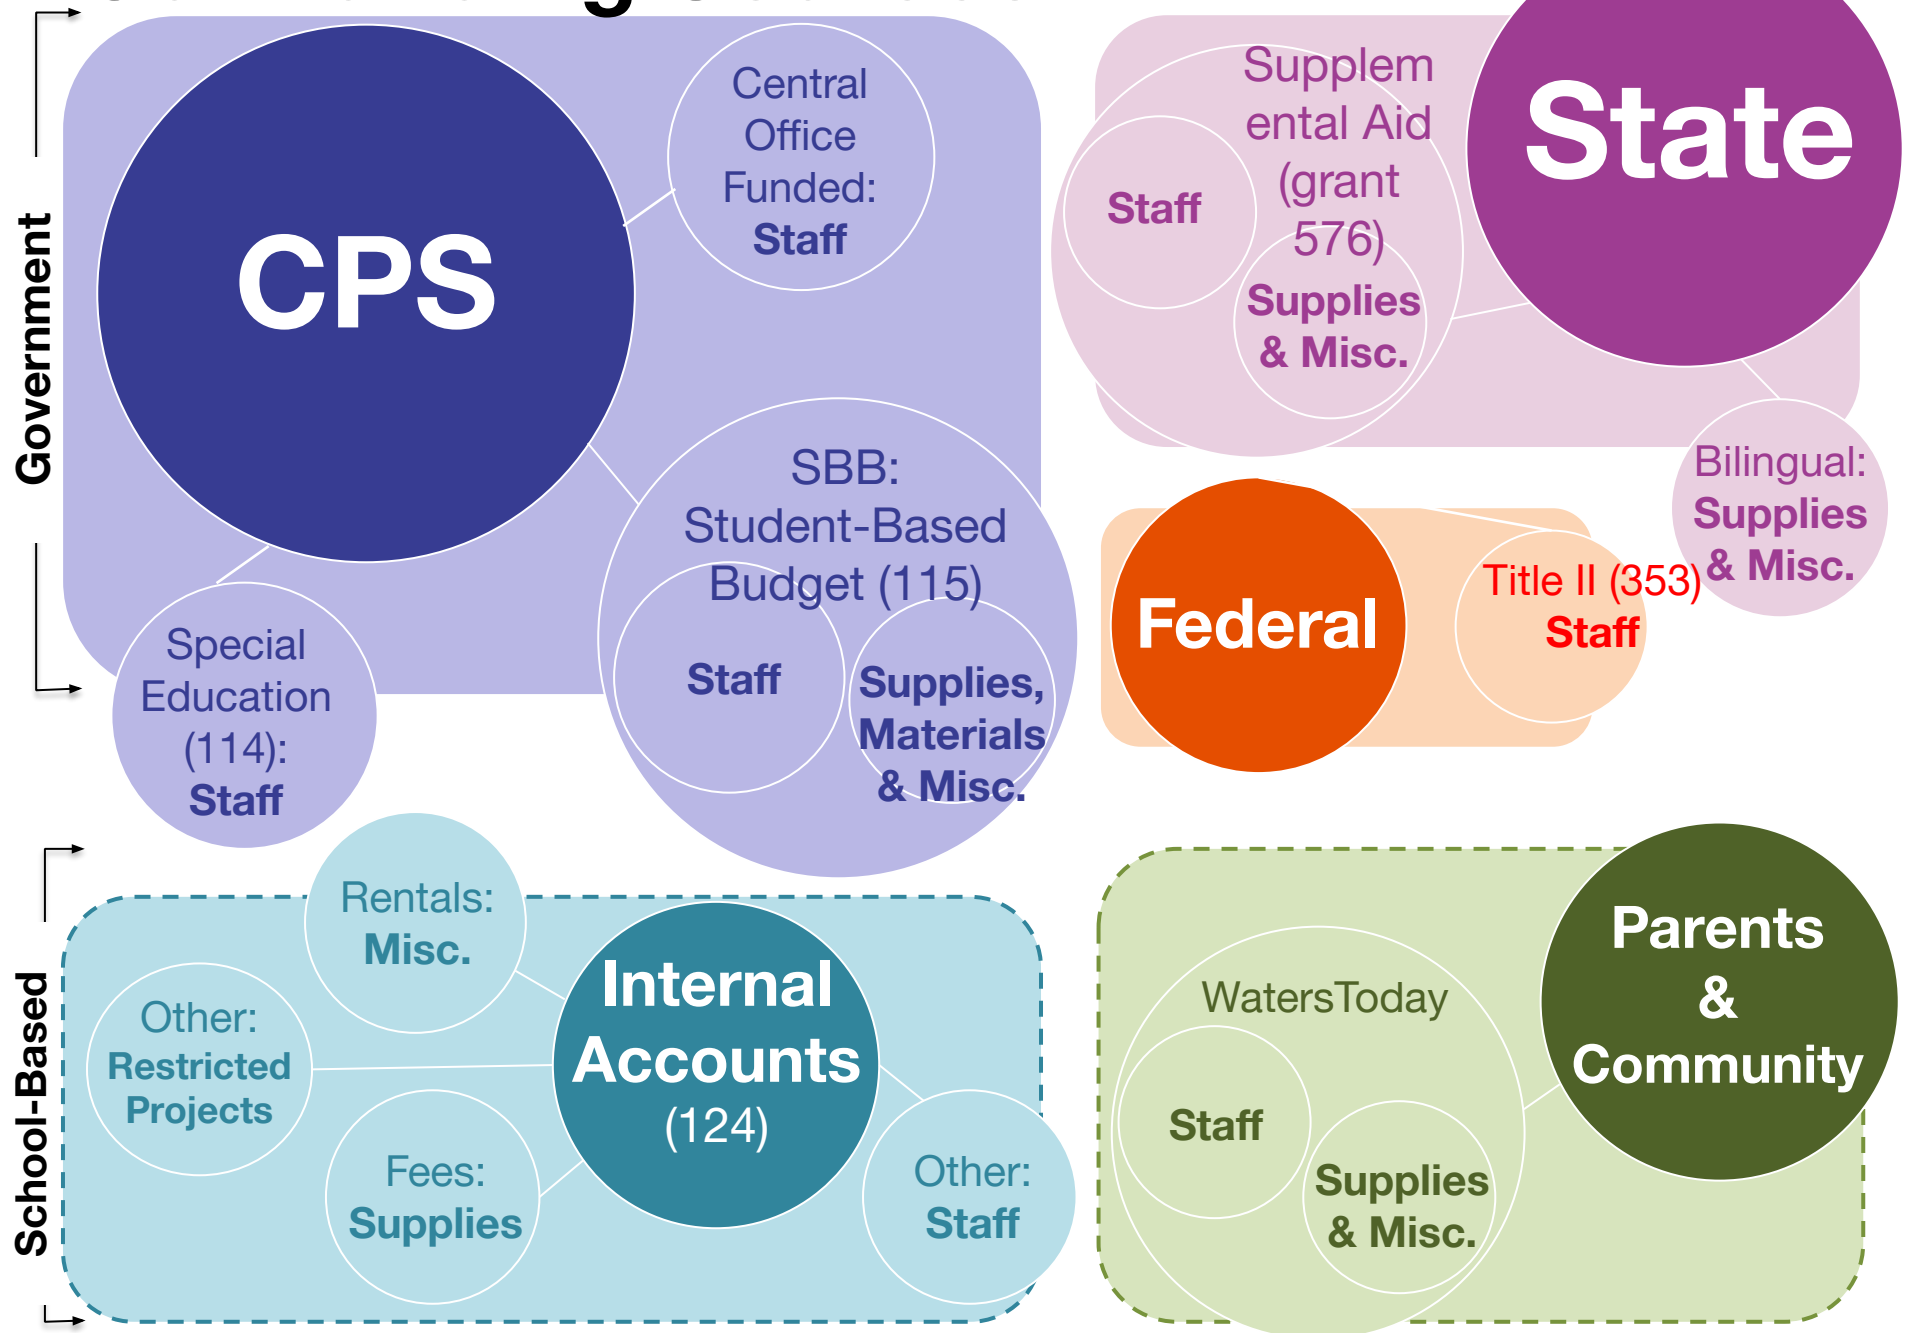 Government
CPS
Central
Office
Funded:
Staff
SBB:
Student-Based
Budget (115)
Staff
Supplies,
Materials
& Misc.
Special
Education
(114):
Staff
State
Supplem
ental Aid
(grant
576)
Staff
Supplies
& Misc.
Bilingual:
Supplies
& Misc.
Federal
Title II (353)
Staff
School-Based
Internal
Accounts
(124)
Rentals:
Misc.
Other:
Restricted
Projects
Fees:
Supplies
Other:
Staff
Parents
&
Community
WatersToday
Staff
Supplies
& Misc.